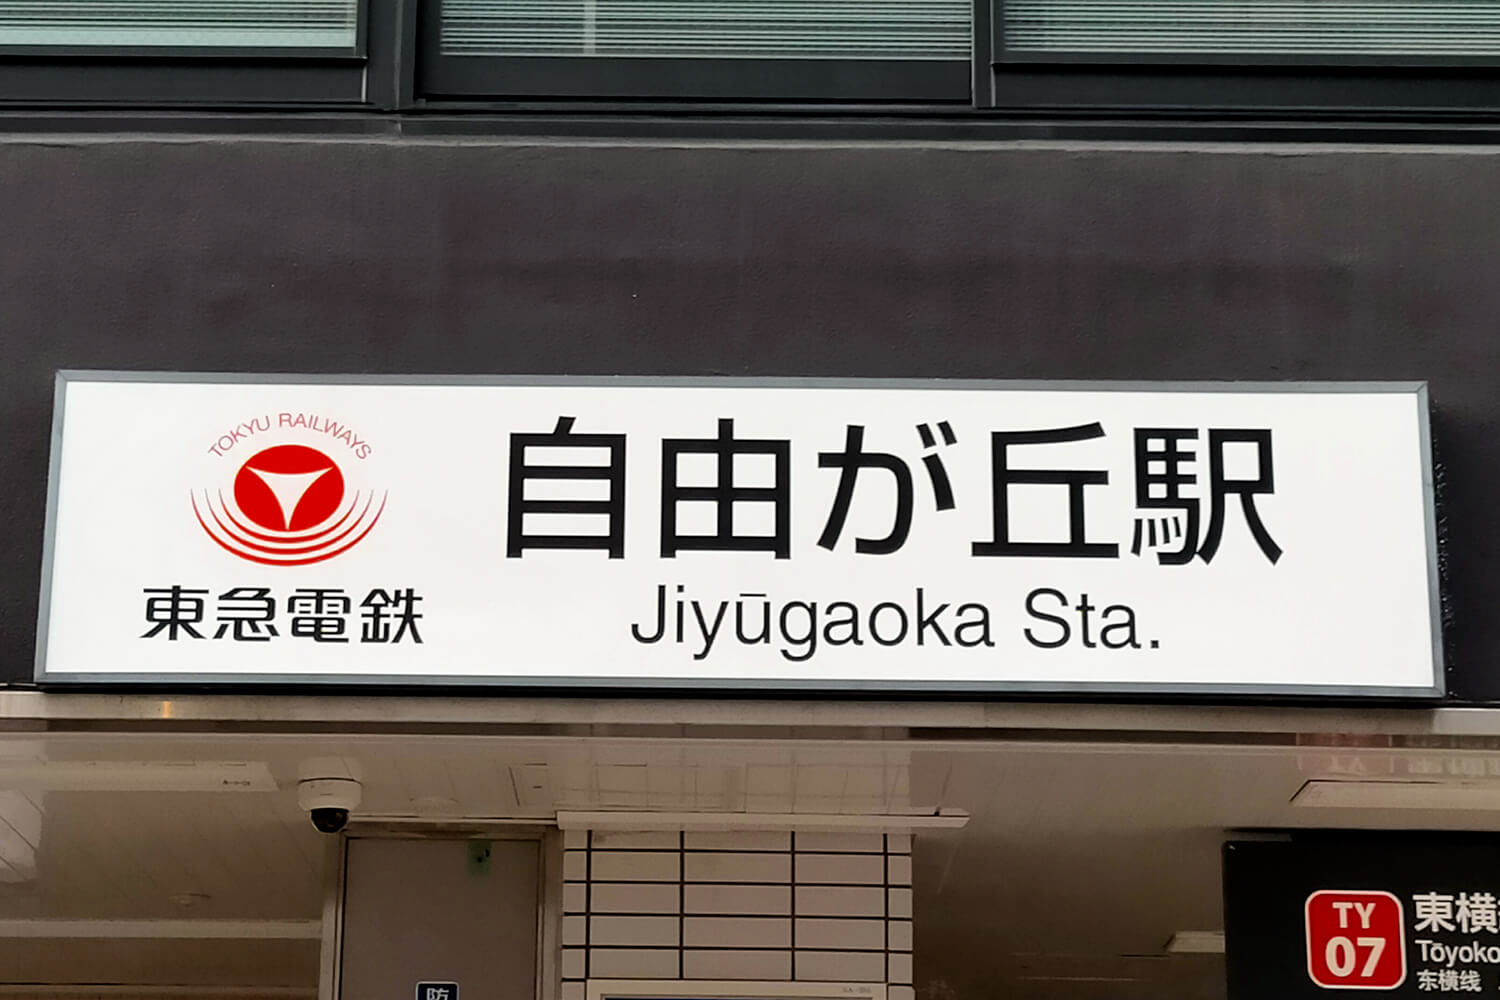 TOKYU RAILWAYS
東急電鉄
自由が丘駅
Jiyūgaoka Sta.
TY
07
東横
Tōyoko
东横线
防